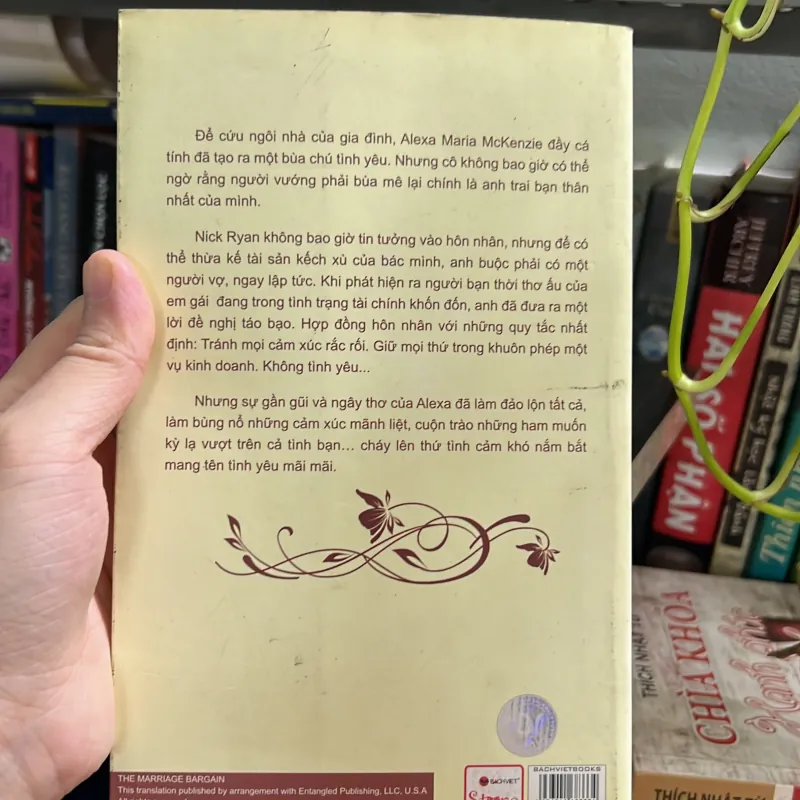 Để cứu ngôi nhà của gia đình, Alexa Maria McKenzie đầy cá
tính đã tạo ra một bùa chú tình yêu. Nhưng cô không bao giờ có thể
ngờ rằng người vướng phải bùa mê lại chính là anh trai bạn thân
nhất của mình.
Nick Ryan không bao giờ tin tưởng vào hôn nhân, nhưng để có
thể thừa kế tài sản kếch xù của bác mình, anh buộc phải có một
người vợ, ngay lập tức. Khi phát hiện ra người bạn thời thơ ấu của
em gái đang trong tình trạng tài chính khốn đốn, anh đã đưa ra một
lời đề nghị táo bạo. Hợp đồng hôn nhân với những quy tắc nhất
định: Tránh mọi cảm xúc rắc rối. Giữ mọi thứ trong khuôn phép một
vụ kinh doanh. Không tình yêu...
Nhưng sự gần gũi và ngây thơ của Alexa đã làm đảo lộn tất cả,
làm bùng nổ những cảm xúc mãnh liệt, cuộn trào những ham muốn
kỳ lạ vượt trên cả tình bạn... cháy lên thứ tình cảm khó nắm bắt
mang tên tình yêu mãi mãi.
THE MARRIAGE BARGAIN
This translation published by arrangement with Entangled Publishing, LLC, U.S.A
BACHVIETBOOKS
BACHVIET
JEFFREY
ARCHER
HAI SỐ PHẬN
THÍCH NHẬT TỪ
CHÌA KHÓA